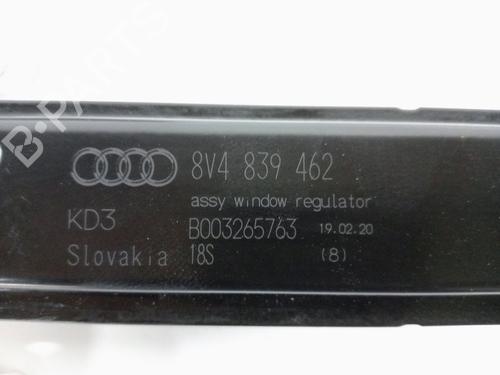 8V4 839 462
assy window regulator
KD3 B003265763 19.02.20
Slovakia 18S (8)
B-PARTS